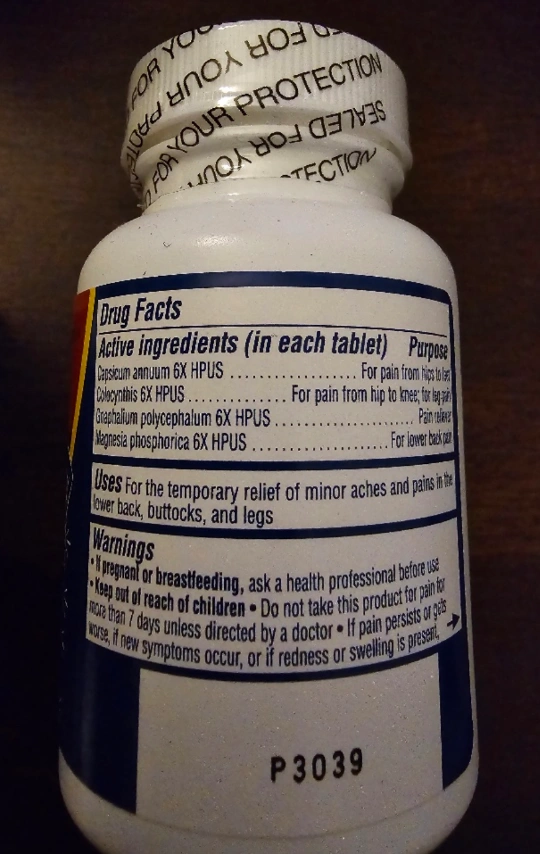 FOR YOUR
FOR YOUR
FOR YOUR PROTECTION
SEALED FOR YOUR
PROTECTION
Drug Facts
Active ingredients (in each tablet) Purpose
Capsicum annuum 6X HPUS .................... For pain from hips to
Colocynthis 6X HPUS .............. For pain from hip to knee; for leg pain
Gnaphalium polycephalum 6X HPUS ..................... Pain reliever
Magnesia phosphorica 6X HPUS ..................... For lower back pain
Uses For the temporary relief of minor aches and pains in the
lower back, buttocks, and legs
Warnings
• If pregnant or breastfeeding, ask a health professional before use
• Keep out of reach of children • Do not take this product for pain for
more than 7 days unless directed by a doctor • If pain persists or gets
worse, if new symptoms occur, or if redness or swelling is present,
P3039